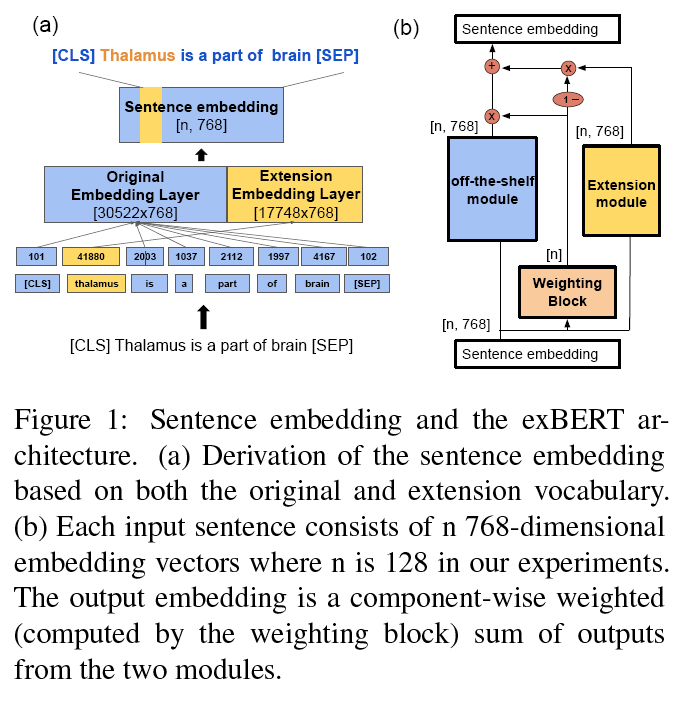 (a)
[CLS] Thalamus is a part of brain [SEP]
Sentence embedding
[n, 768]
Original
Embedding Layer
[30522x768]
Extension
Embedding Layer
[17748x768]
101 41880 2003 1037 2112 1997 4167 102
[CLS] thalamus is a part of brain [SEP]
[CLS] Thalamus is a part of brain [SEP]
(b)
Sentence embedding
+ x
1 -
x
[n, 768] [n, 768]
off-the-shelf
module
Extension
module
[n]
Weighting
Block
[n, 768]
Sentence embedding
Figure 1: Sentence embedding and the exBERT ar-
chitecture. (a) Derivation of the sentence embedding
based on both the original and extension vocabulary.
(b) Each input sentence consists of n 768-dimensional
embedding vectors where n is 128 in our experiments.
The output embedding is a component-wise weighted
(computed by the weighting block) sum of outputs
from the two modules.